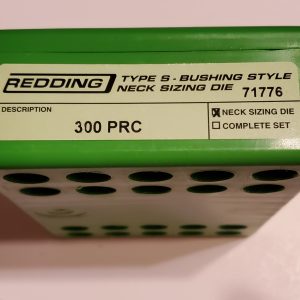 REDDING
TYPE S - BUSHING STYLE
NECK SIZING DIE 71776
DESCRIPTION
300 PRC
NECK SIZING DIE
COMPLETE SET